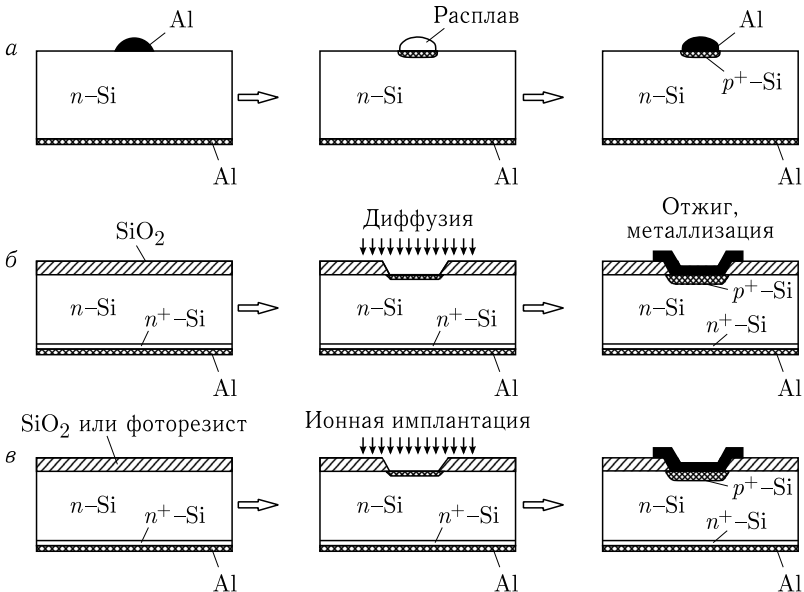 а
Al
Расплав
Al
n–Si
n–Si
n–Si
p⁺–Si
Al
Al
Al
б
SiO₂
Диффузия
Отжиг,
металлизация
n–Si
n⁺–Si
n–Si
n⁺–Si
n–Si
p⁺–Si
n⁺–Si
Al
Al
Al
в
SiO₂ или фоторезист
Ионная имплантация
n–Si
n⁺–Si
n–Si
n⁺–Si
n–Si
p⁺–Si
n⁺–Si
Al
Al
Al